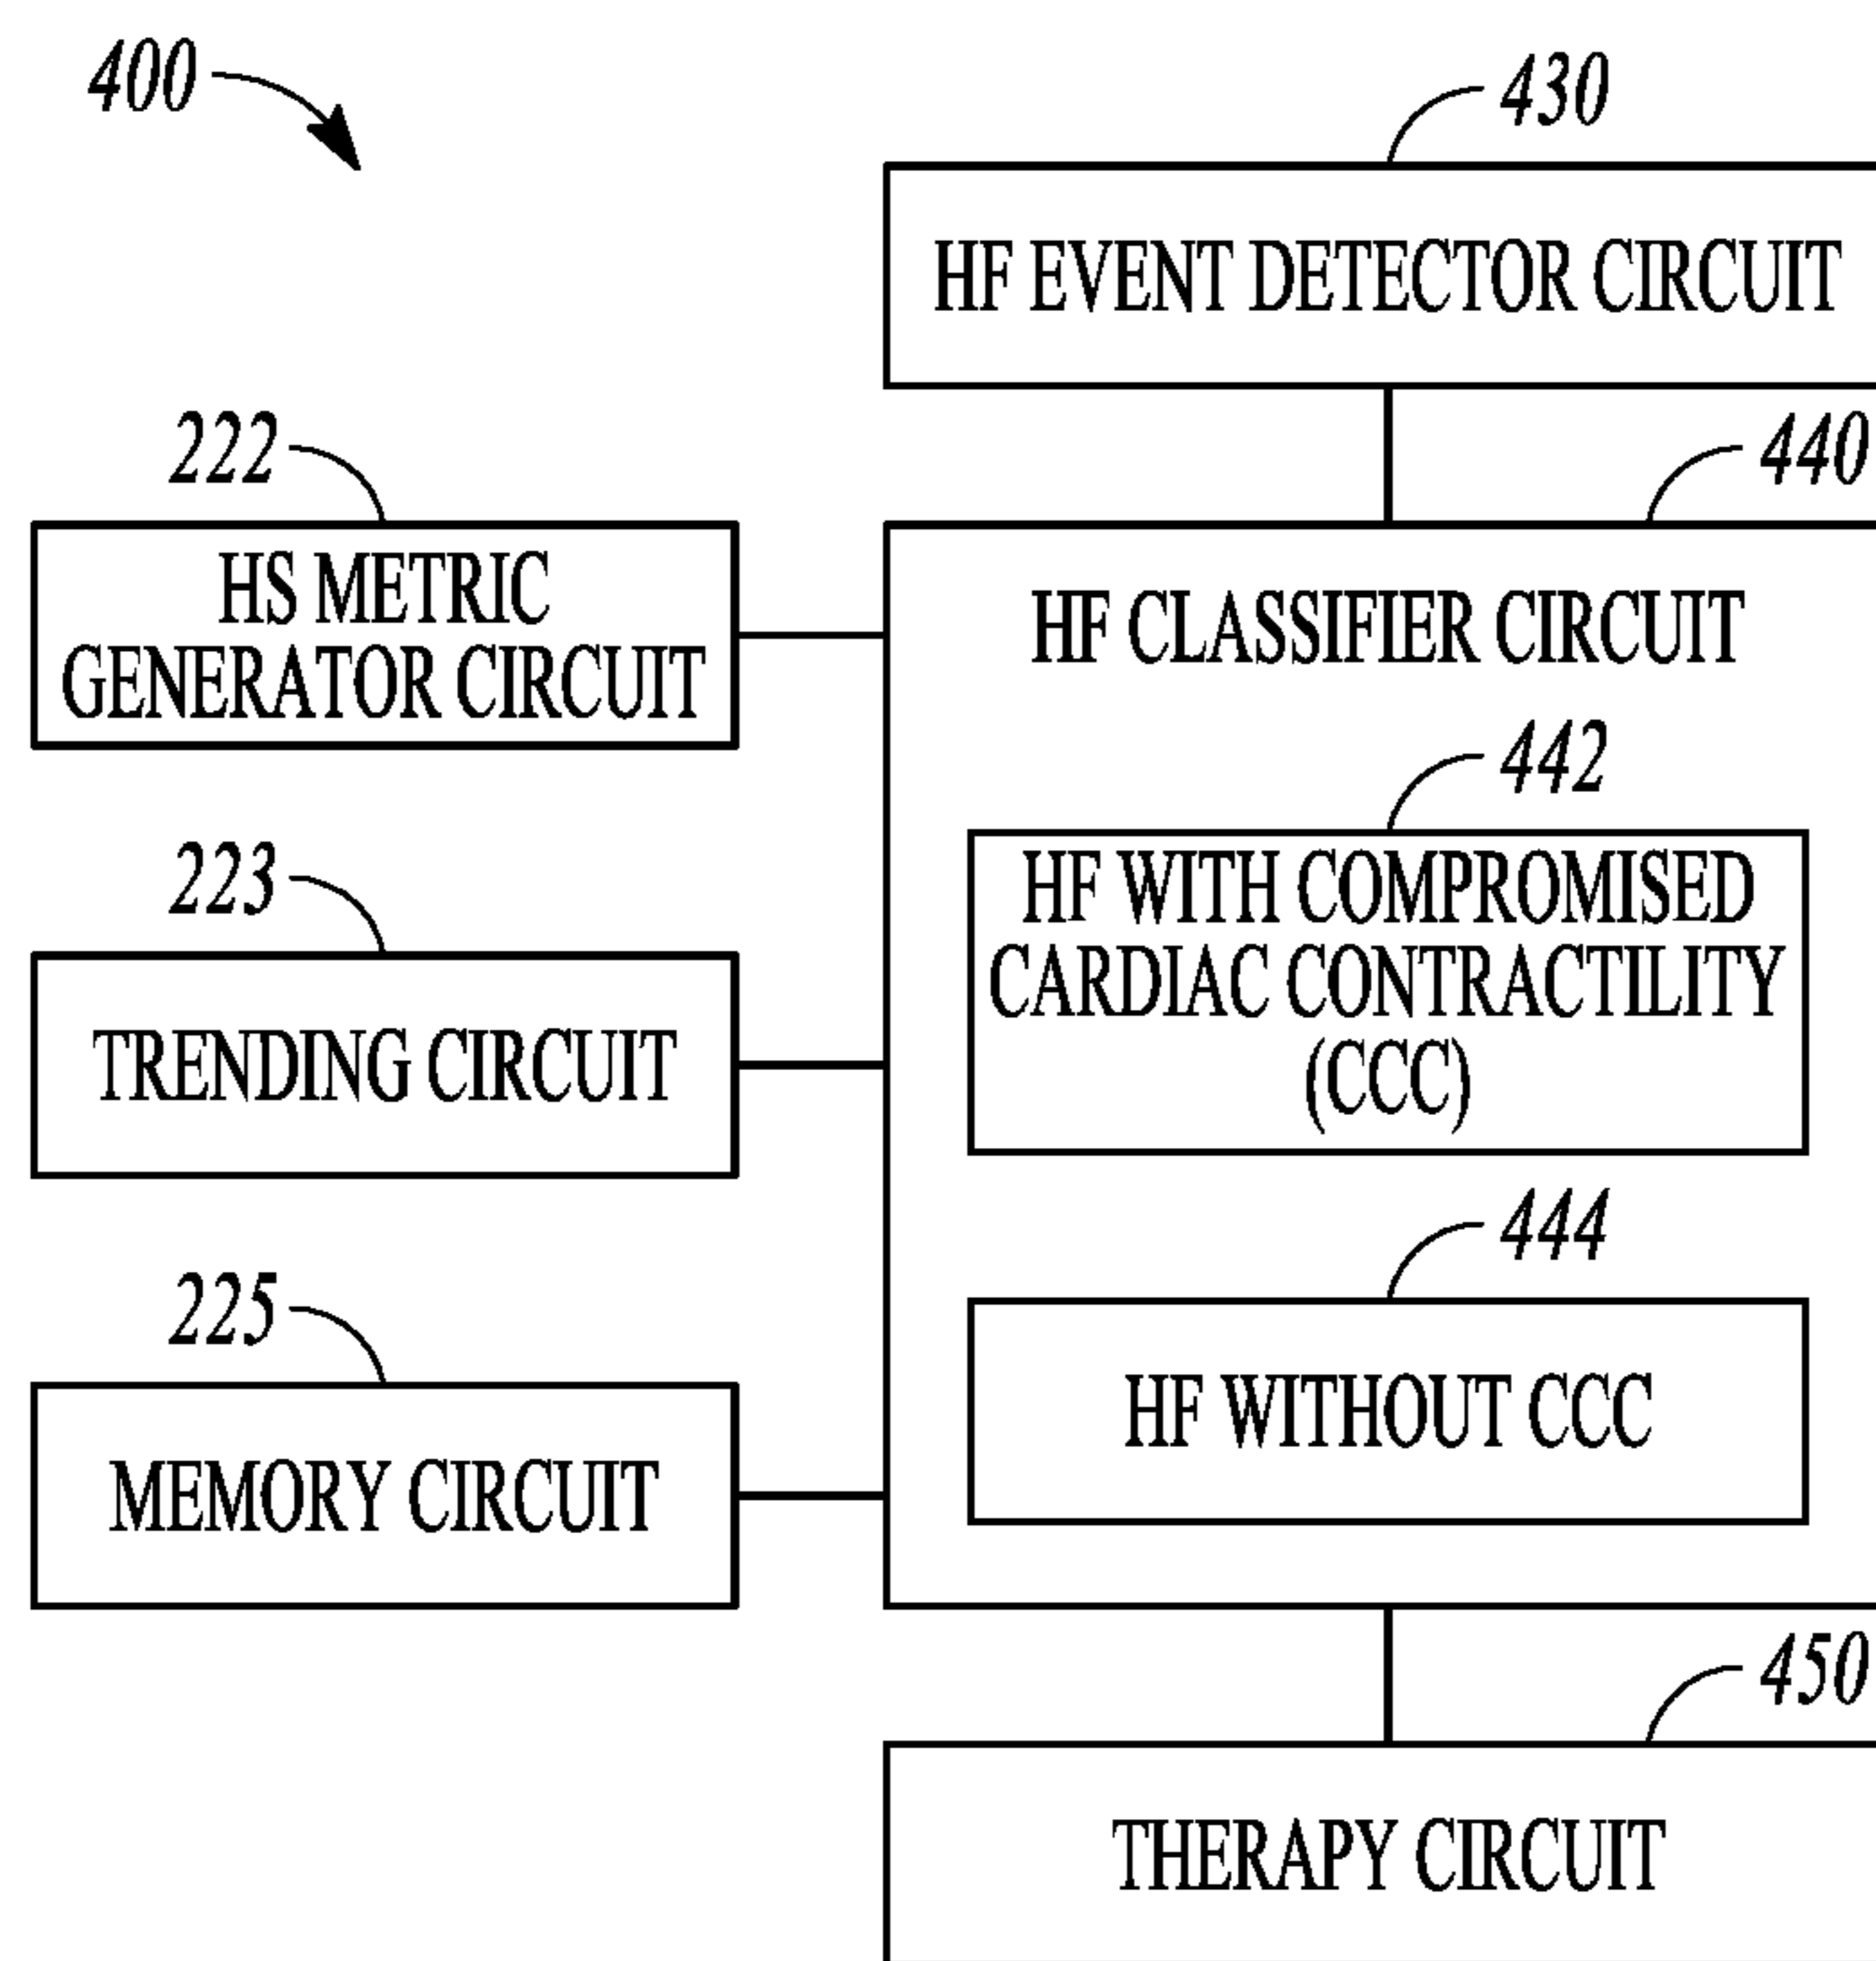 400
430
HF EVENT DETECTOR CIRCUIT
222
440
HS METRIC
GENERATOR CIRCUIT
HF CLASSIFIER CIRCUIT
442
HF WITH COMPROMISED
CARDIAC CONTRACTILITY
(CCC)
223
TRENDING CIRCUIT
444
HF WITHOUT CCC
225
MEMORY CIRCUIT
450
THERAPY CIRCUIT